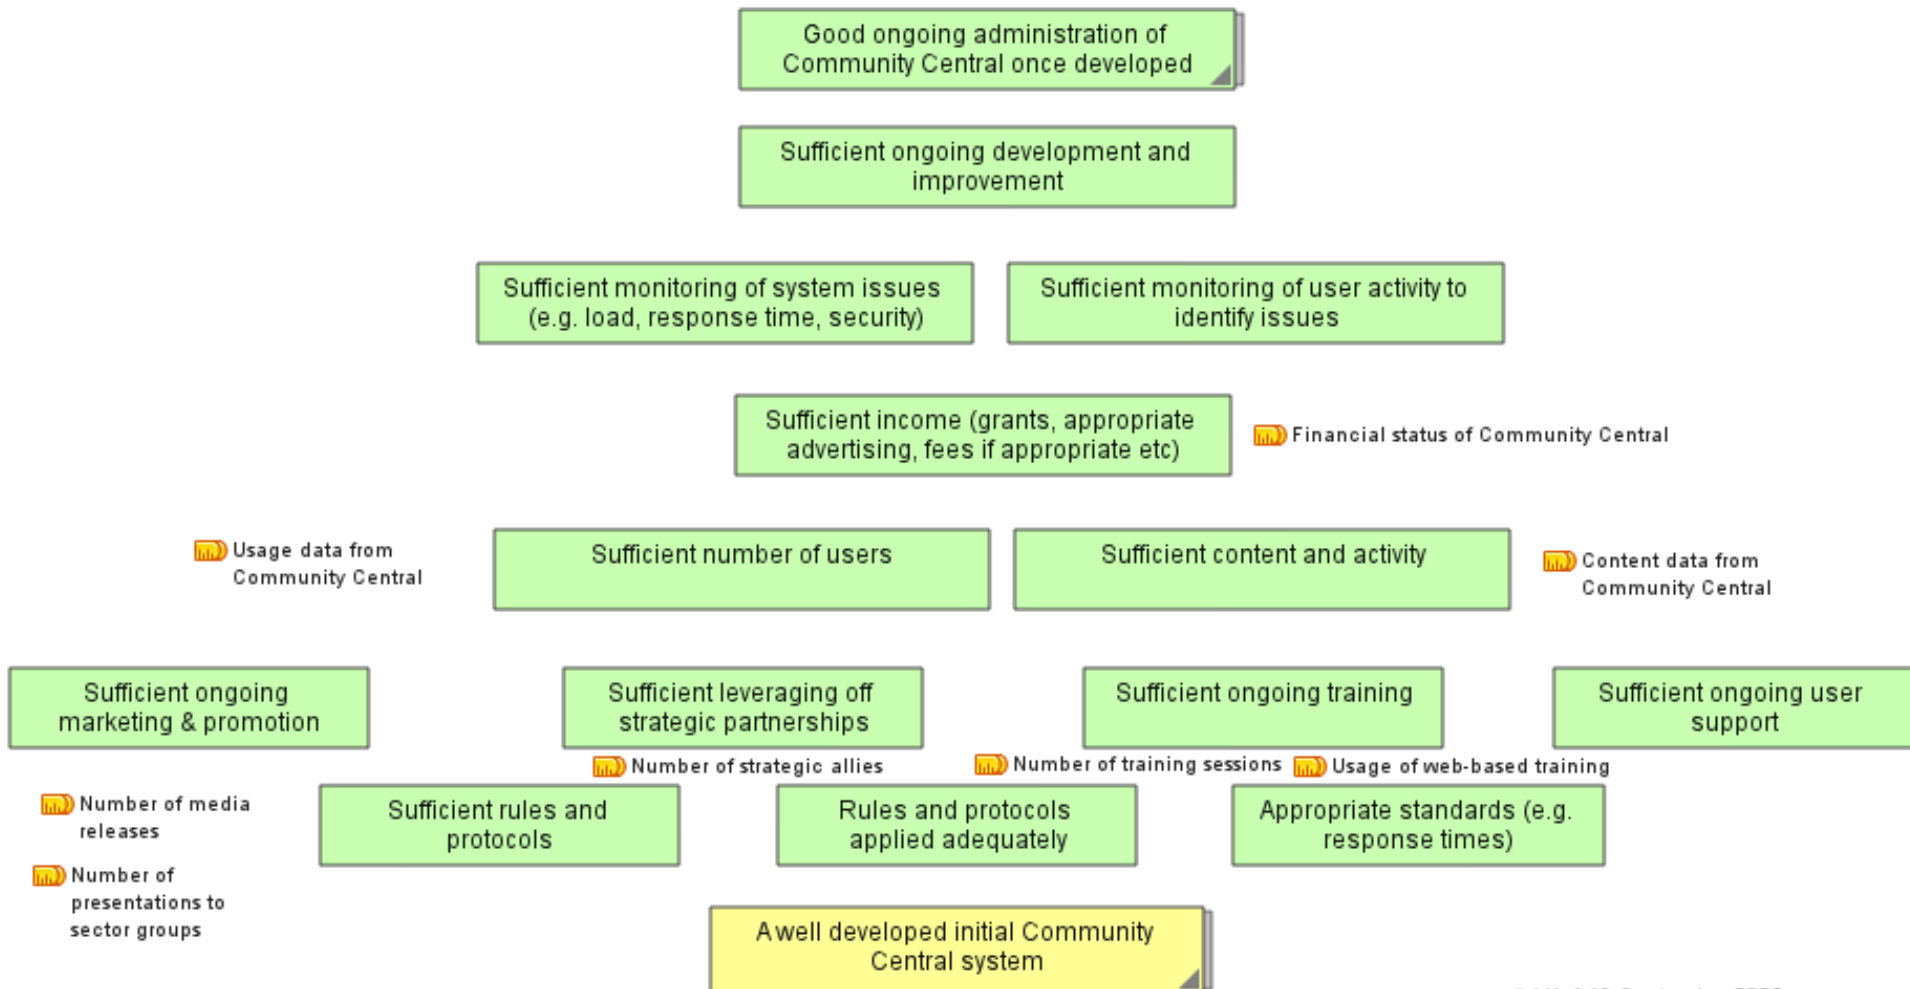 Good ongoing administration of
Community Central once developed
Sufficient ongoing development and
improvement
Sufficient monitoring of system issues
(e.g. load, response time, security)
Sufficient monitoring of user activity to
identify issues
Sufficient income (grants, appropriate
advertising, fees if appropriate etc)
Financial status of Community Central
Usage data from
Community Central
Sufficient number of users
Sufficient content and activity
Content data from
Community Central
Sufficient ongoing
marketing & promotion
Sufficient leveraging off
strategic partnerships
Sufficient ongoing training
Sufficient ongoing user
support
Number of strategic allies
Number of training sessions
Usage of web-based training
Number of media
releases
Sufficient rules and
protocols
Rules and protocols
applied adequately
Appropriate standards (e.g.
response times)
Number of
presentations to
sector groups
A well developed initial Community
Central system